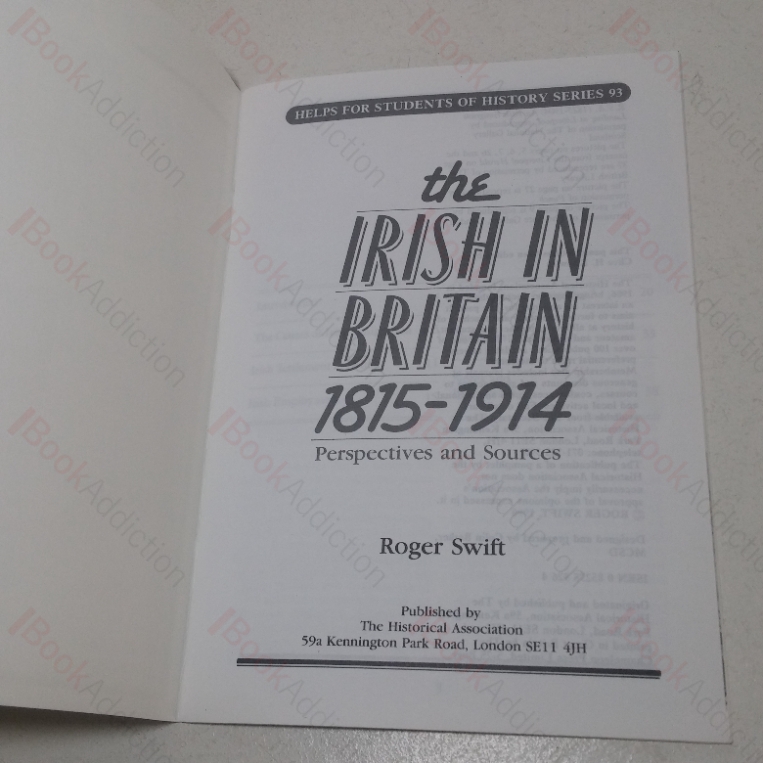 HELPS FOR STUDENTS OF HISTORY SERIES 93
the
IRISH IN
BRITAIN
1815-1914
Perspectives and Sources
Roger Swift
Published by
The Historical Association
59a Kennington Park Road, London SE11 4JH
BookAddiction